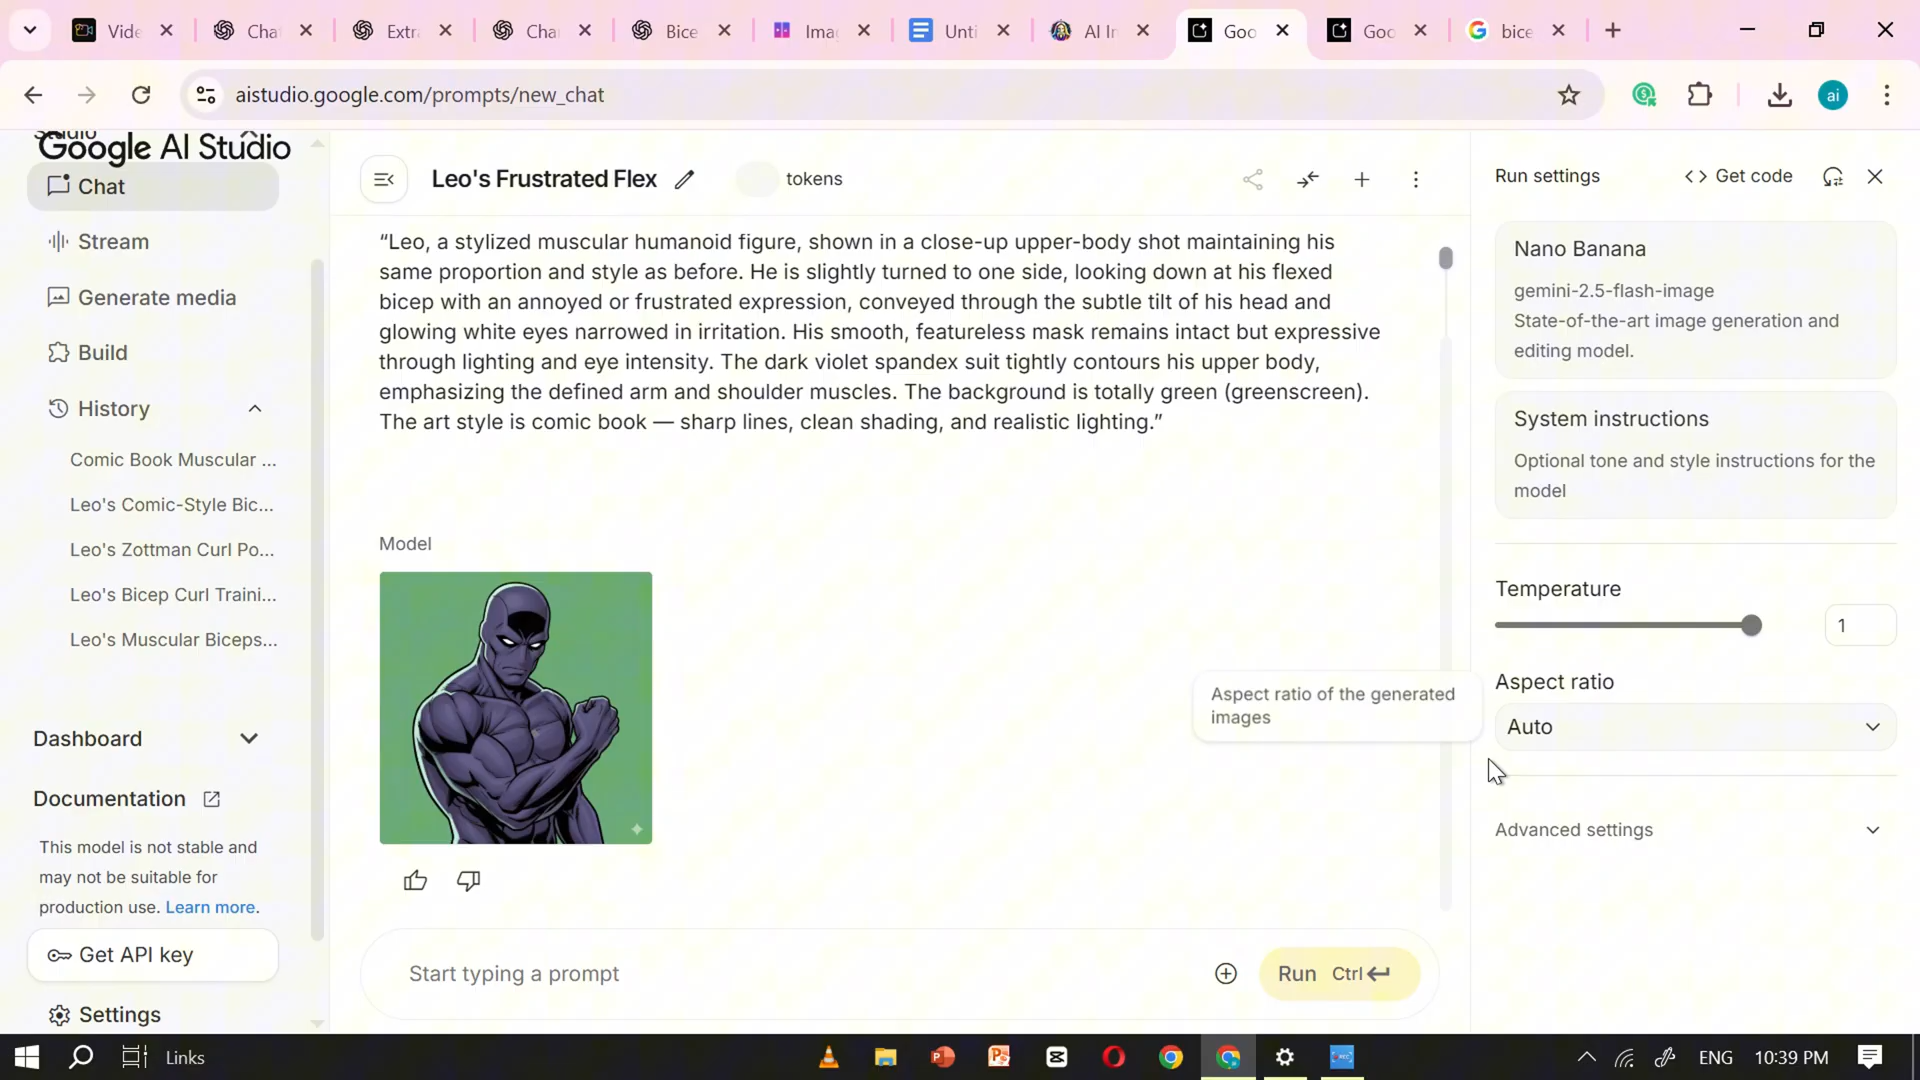 Vide
Chat
Extra
Cha
Bice
Ima
Unti
AI In
Goo
Goo
bice
aistudio.google.com/prompts/new_chat
ai
Studio
Google AI Studio
Chat
Stream
Generate media
Build
History
Comic Book Muscular ...
Leo's Comic-Style Bic...
Leo's Zottman Curl Po...
Leo's Bicep Curl Traini...
Leo's Muscular Biceps...
Dashboard
Documentation
This model is not stable and
may not be suitable for
production use. Learn more.
Get API key
Settings
Leo's Frustrated Flex
tokens
“Leo, a stylized muscular humanoid figure, shown in a close-up upper-body shot maintaining his
same proportion and style as before. He is slightly turned to one side, looking down at his flexed
bicep with an annoyed or frustrated expression, conveyed through the subtle tilt of his head and
glowing white eyes narrowed in irritation. His smooth, featureless mask remains intact but expressive
through lighting and eye intensity. The dark violet spandex suit tightly contours his upper body,
emphasizing the defined arm and shoulder muscles. The background is totally green (greenscreen).
The art style is comic book — sharp lines, clean shading, and realistic lighting.”
Model
Start typing a prompt
Run Ctrl
Run settings
Get code
Nano Banana
gemini-2.5-flash-image
State-of-the-art image generation and
editing model.
System instructions
Optional tone and style instructions for the
model
Temperature
1
Aspect ratio
Aspect ratio of the generated
images
Auto
Advanced settings
Links
ENG
10:39 PM